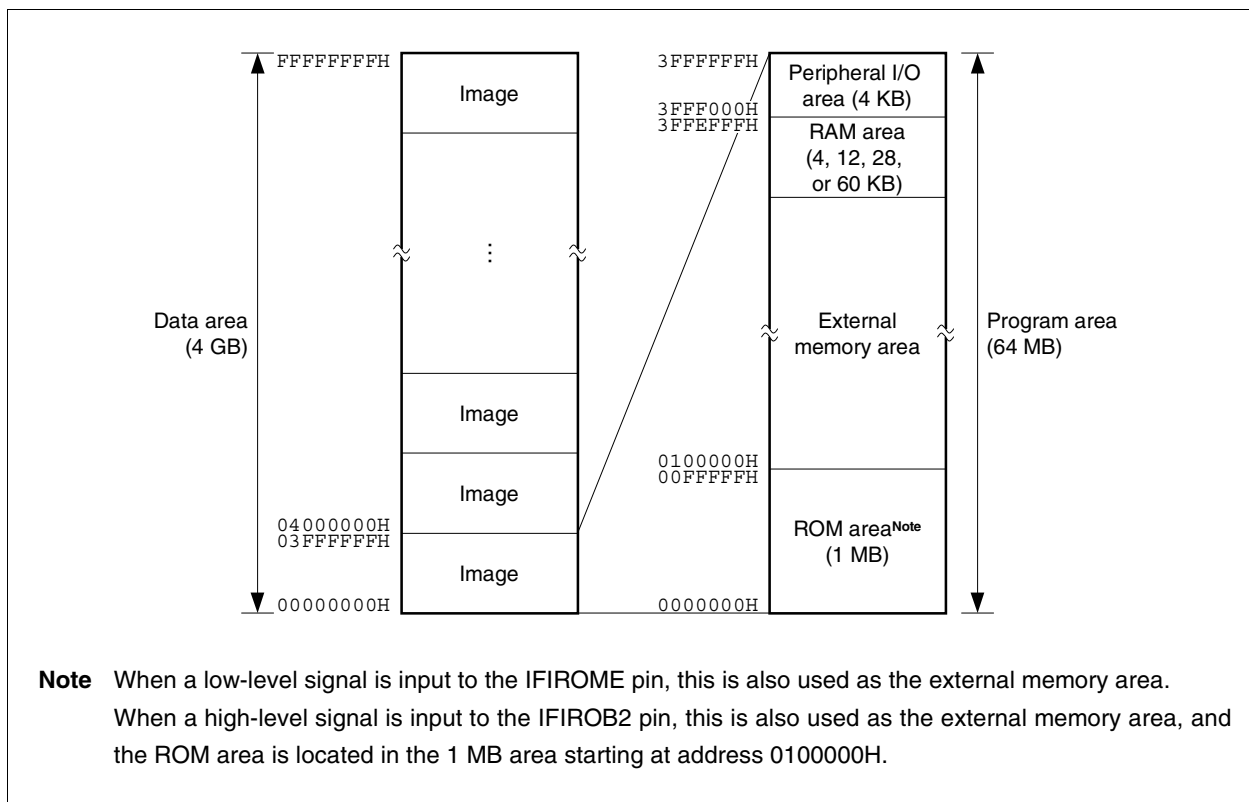 FFFFFFFFH
Image
⋮
Data area
(4 GB)
Image
Image
04000000H
03FFFFFFH
Image
00000000H
3FFFFFFH
Peripheral I/O
area (4 KB)
3FFF000H
3FFEFFFH
RAM area
(4, 12, 28,
or 60 KB)
External
memory area
Program area
(64 MB)
0100000H
00FFFFFH
ROM areaNote
(1 MB)
0000000H
Note When a low-level signal is input to the IFIROME pin, this is also used as the external memory area.
When a high-level signal is input to the IFIROB2 pin, this is also used as the external memory area, and
the ROM area is located in the 1 MB area starting at address 0100000H.